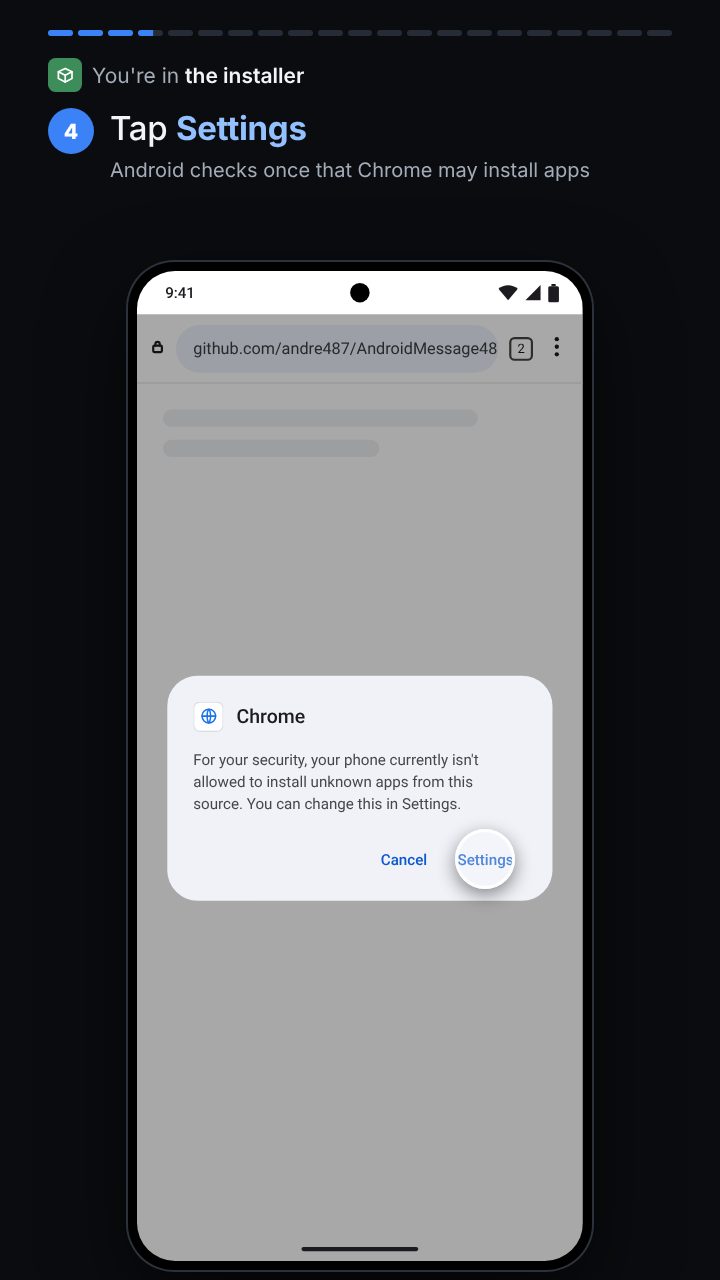 You're in the installer
4
Tap Settings
Android checks once that Chrome may install apps
9:41
github.com/andre487/AndroidMessage48
2
Chrome
For your security, your phone currently isn't
allowed to install unknown apps from this
source. You can change this in Settings.
Cancel
Settings